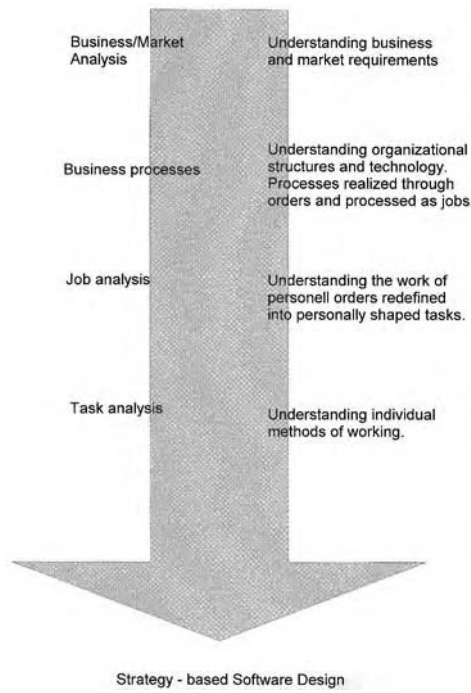 Business/Market
Analysis
Understanding business
and market requirements
Business processes
Understanding organizational
structures and technology.
Processes realized through
orders and processed as jobs
Job analysis
Understanding the work of
personell orders redefined
into personally shaped tasks.
Task analysis
Understanding individual
methods of working.
Strategy - based Software Design